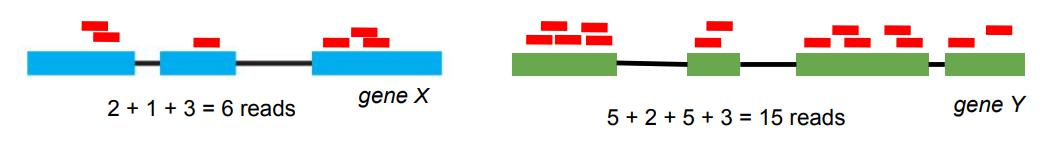 gene X
2 + 1 + 3 = 6 reads
gene Y
5 + 2 + 5 + 3 = 15 reads